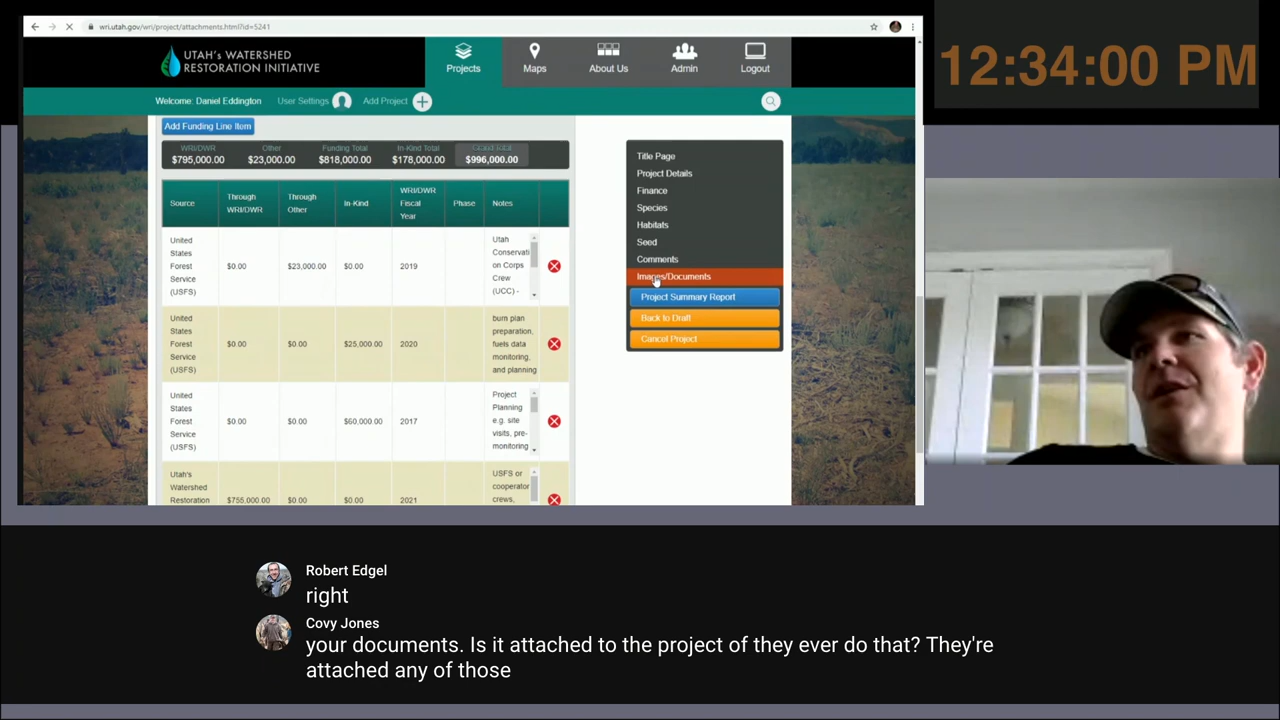 wri.utah.gov/wri/project/attachments.html?id=5241
12:34:00 PM
UTAH'S WATERSHED
RESTORATION INITIATIVE
Projects
Maps
About Us
Admin
Logout
Welcome: Daniel Eddington
User Settings
Add Project
Add Funding Line Item
WRI/DWR Other Funding Total In-Kind Total Grand Total
$795,000.00 $23,000.00 $818,000.00 $178,000.00 $996,000.00
Source
Through WRI/DWR
Through Other
In-Kind
WRI/DWR Fiscal Year
Phase
Notes
United States Forest Service (USFS) $0.00 $23,000.00 $0.00 2019 Utah Conservati on Corps Crew (UCC) -
United States Forest Service (USFS) $0.00 $0.00 $25,000.00 2020 burn plan preparation, fuels data monitoring, and planning
United States Forest Service (USFS) $0.00 $0.00 $60,000.00 2017 Project Planning e.g. site visits, pre- monitoring
Utah's Watershed Restoration $755,000.00 $0.00 $0.00 2021 USFS or cooperator crews,
Title Page
Project Details
Finance
Species
Habitats
Seed
Comments
Images/Documents
Project Summary Report
Back to Draft
Cancel Project
Robert Edgel
right
Covy Jones
your documents. Is it attached to the project of they ever do that? They're
attached any of those